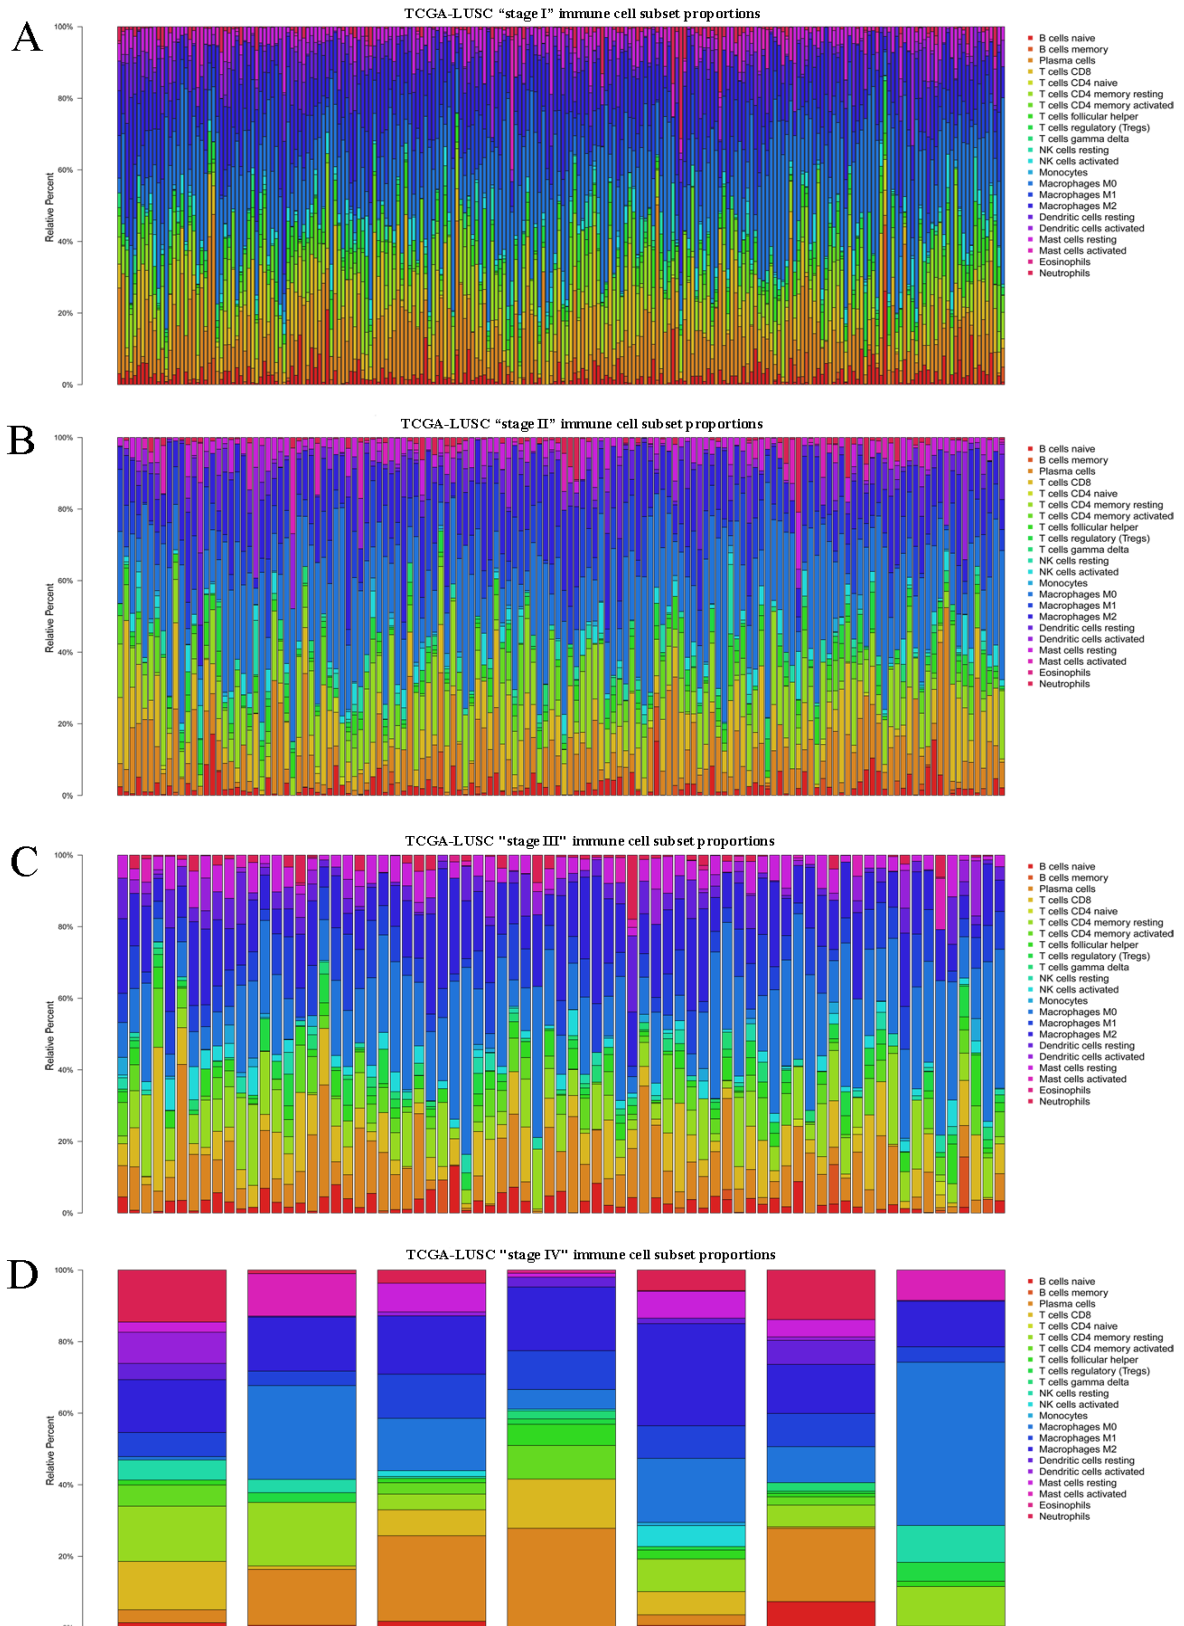 A
TCGA-LUSC “stage I” immune cell subset proportions
100%
80%
60%
40%
20%
0%
Relative Percent
B cells naive
B cells memory
Plasma cells
T cells CD8
T cells CD4 naive
T cells CD4 memory resting
T cells CD4 memory activated
T cells follicular helper
T cells regulatory (Tregs)
T cells gamma delta
NK cells resting
NK cells activated
Monocytes
Macrophages M0
Macrophages M1
Macrophages M2
Dendritic cells resting
Dendritic cells activated
Mast cells resting
Mast cells activated
Eosinophils
Neutrophils
B
TCGA-LUSC “stage II” immune cell subset proportions
100%
80%
60%
40%
20%
0%
Relative Percent
B cells naive
B cells memory
Plasma cells
T cells CD8
T cells CD4 naive
T cells CD4 memory resting
T cells CD4 memory activated
T cells follicular helper
T cells regulatory (Tregs)
T cells gamma delta
NK cells resting
NK cells activated
Monocytes
Macrophages M0
Macrophages M1
Macrophages M2
Dendritic cells resting
Dendritic cells activated
Mast cells resting
Mast cells activated
Eosinophils
Neutrophils
C
TCGA-LUSC "stage III" immune cell subset proportions
100%
80%
60%
40%
20%
0%
Relative Percent
B cells naive
B cells memory
Plasma cells
T cells CD8
T cells CD4 naive
T cells CD4 memory resting
T cells CD4 memory activated
T cells follicular helper
T cells regulatory (Tregs)
T cells gamma delta
NK cells resting
NK cells activated
Monocytes
Macrophages M0
Macrophages M1
Macrophages M2
Dendritic cells resting
Dendritic cells activated
Mast cells resting
Mast cells activated
Eosinophils
Neutrophils
D
TCGA-LUSC "stage IV" immune cell subset proportions
100%
80%
60%
40%
20%
Relative Percent
B cells naive
B cells memory
Plasma cells
T cells CD8
T cells CD4 naive
T cells CD4 memory resting
T cells CD4 memory activated
T cells follicular helper
T cells regulatory (Tregs)
T cells gamma delta
NK cells resting
NK cells activated
Monocytes
Macrophages M0
Macrophages M1
Macrophages M2
Dendritic cells resting
Dendritic cells activated
Mast cells resting
Mast cells activated
Eosinophils
Neutrophils